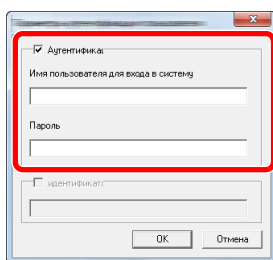 Аутентифика
Имя пользователя для входа в систему
Пароль
идентификат
OK
Отмена